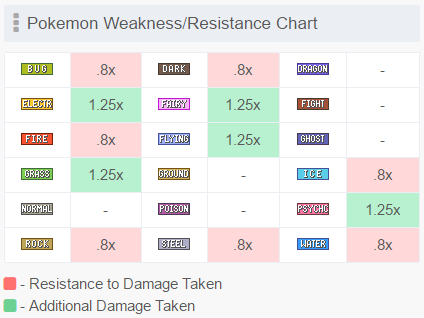 Pokemon Weakness/Resistance Chart
BUG .8x DARK .8x DRAGON -
ELECTR 1.25x FAIRY 1.25x FIGHT -
FIRE .8x FLYING 1.25x GHOST -
GRASS 1.25x GROUND - ICE .8x
NORMAL - POISON - PSYCHC 1.25x
ROCK .8x STEEL .8x WATER .8x
- Resistance to Damage Taken
- Additional Damage Taken